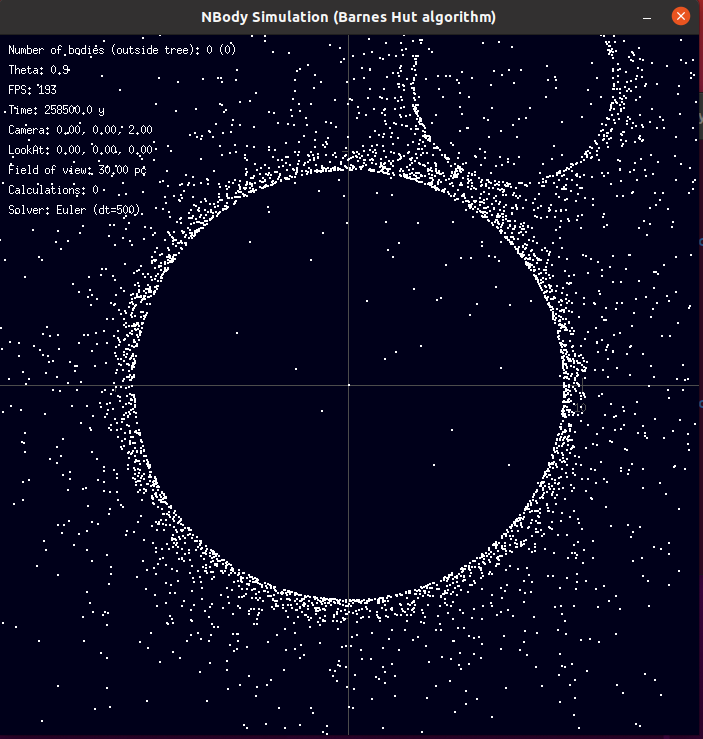 NBody Simulation (Barnes Hut algorithm)
Number of bodies (outside tree): 0 (0)
Theta: 0.9
FPS: 193
Time: 258500.0 y
Camera: 0.00, 0.00, 2.00
LookAt: 0.00, 0.00, 0.00
Field of view: 30.00 pc
Calculations: 0
Solver: Euler (dt=500)